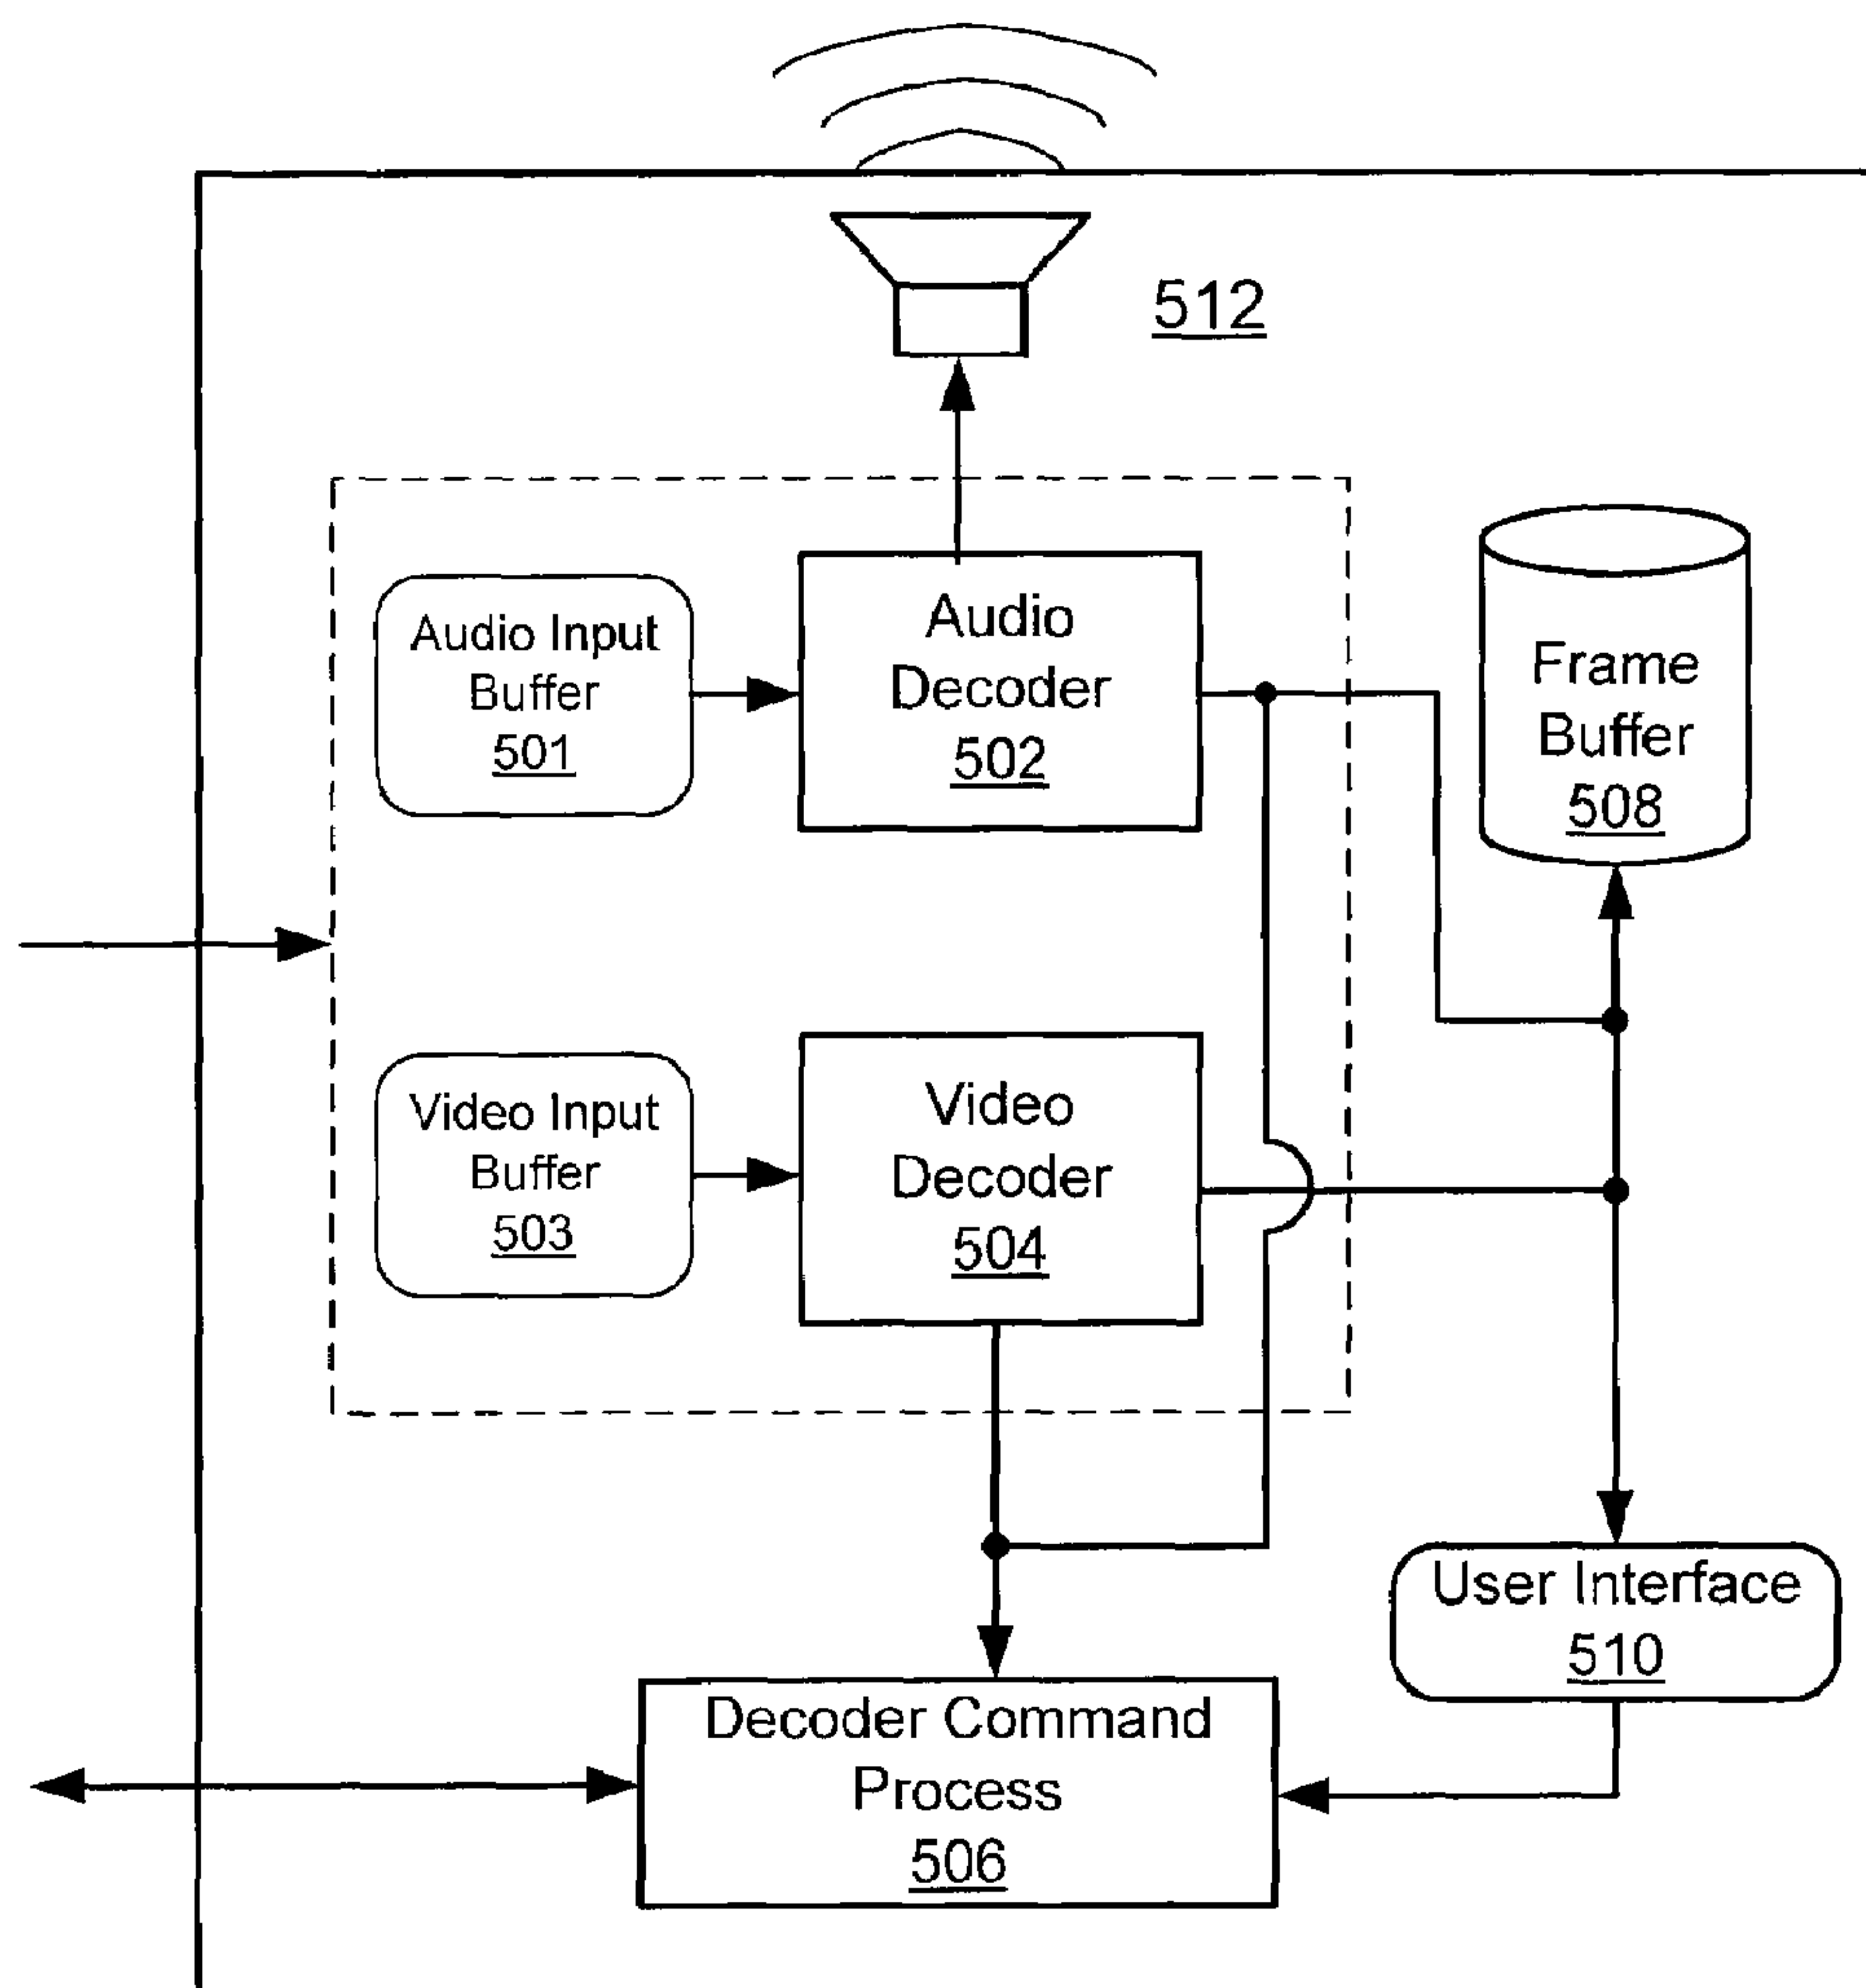 512
Audio Input
Buffer
501
Audio
Decoder
502
Frame
Buffer
508
Video Input
Buffer
503
Video
Decoder
504
User Interface
510
Decoder Command
Process
506